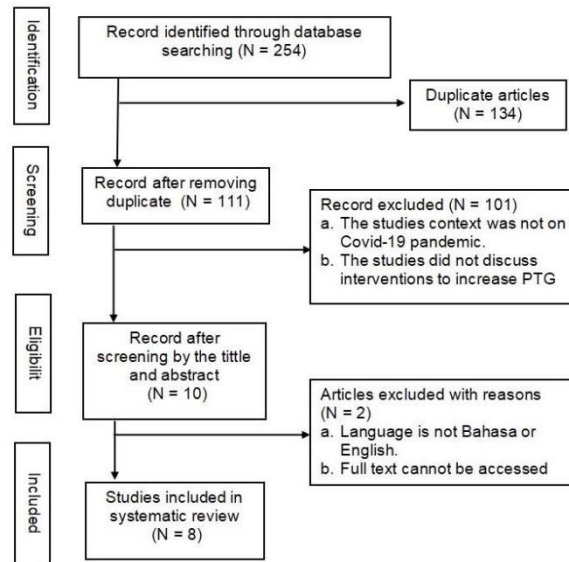 Identification
Record identified through database
searching (N = 254)
Duplicate articles
(N = 134)
Screening
Record after removing
duplicate (N = 111)
Record excluded (N = 101)
a. The studies context was not on
Covid-19 pandemic.
b. The studies did not discuss
interventions to increase PTG
Eligibilit
Record after
screening by the tittle
and abstract
(N = 10)
Articles excluded with reasons
(N = 2)
a. Language is not Bahasa or
English.
b. Full text cannot be accessed
Included
Studies included in
systematic review
(N = 8)